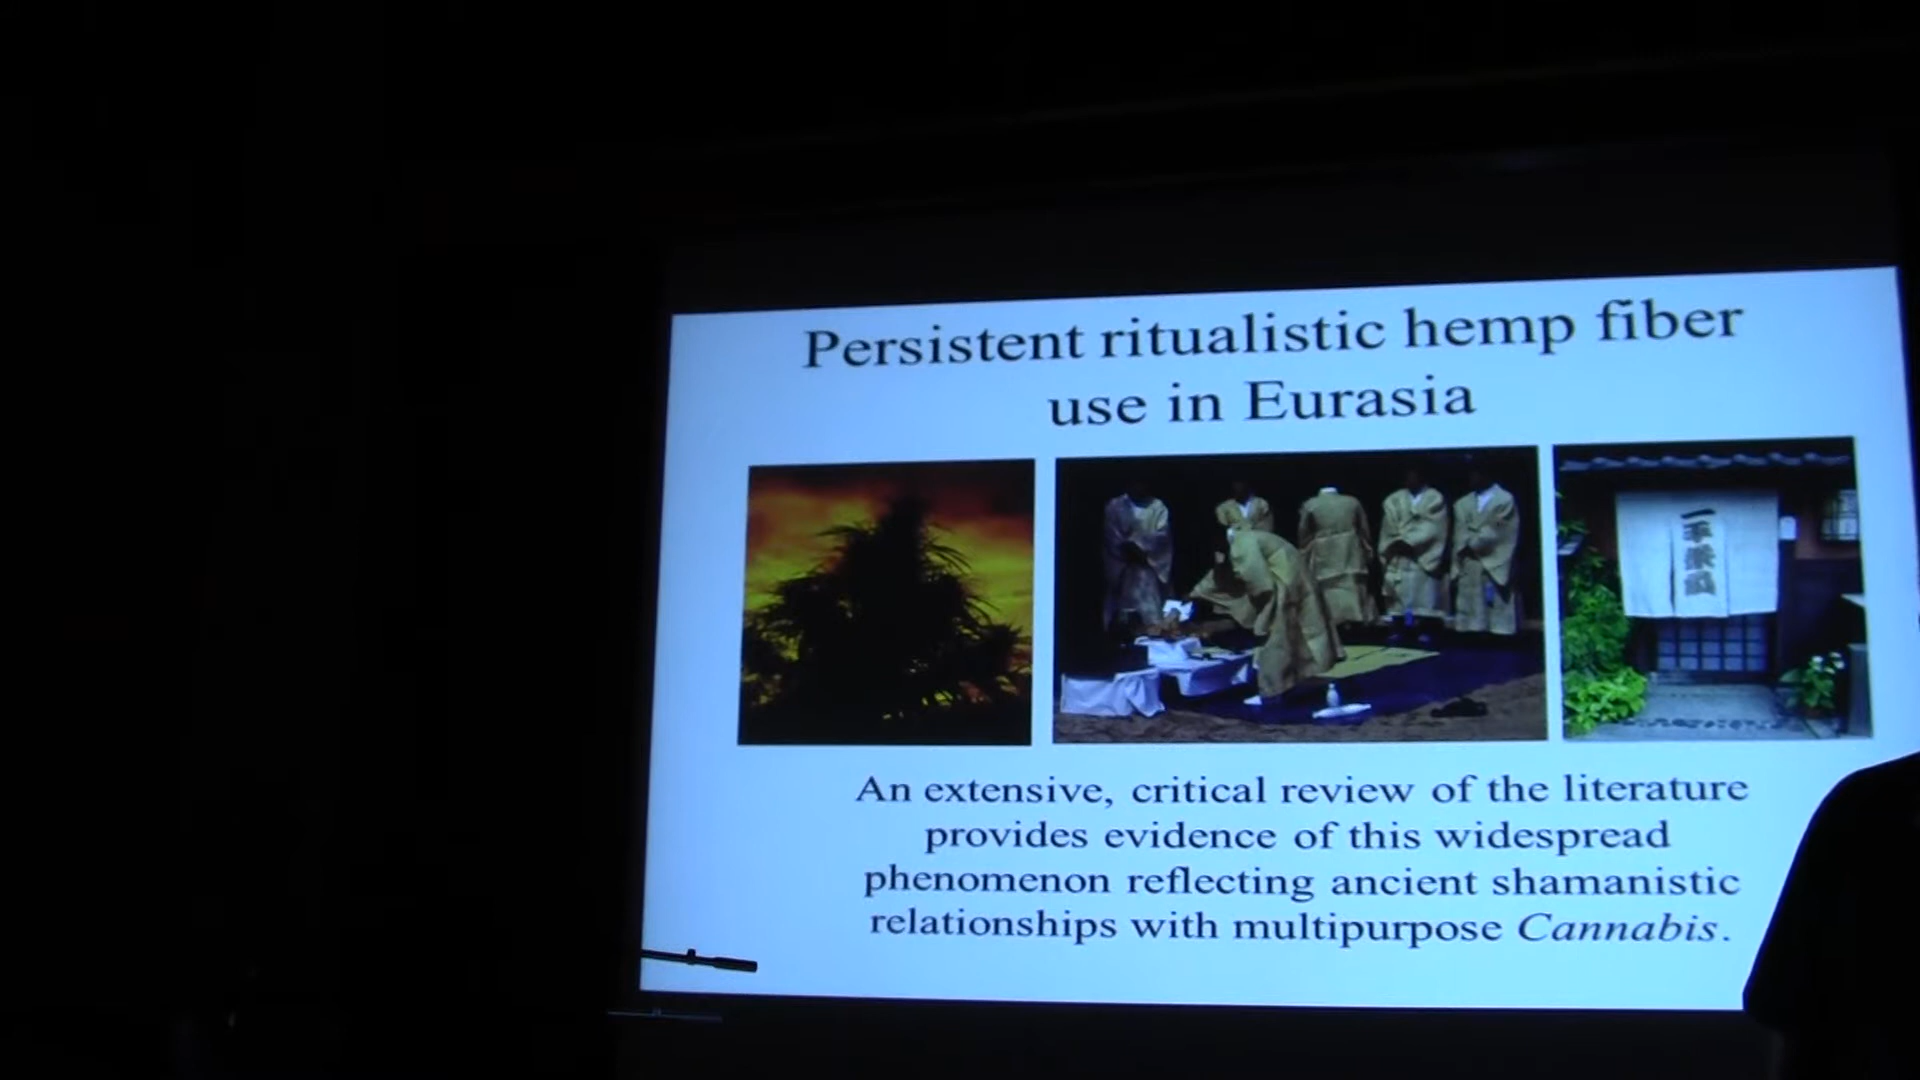 Persistent ritualistic hemp fiber
use in Eurasia
An extensive, critical review of the literature
provides evidence of this widespread
phenomenon reflecting ancient shamanistic
relationships with multipurpose Cannabis.